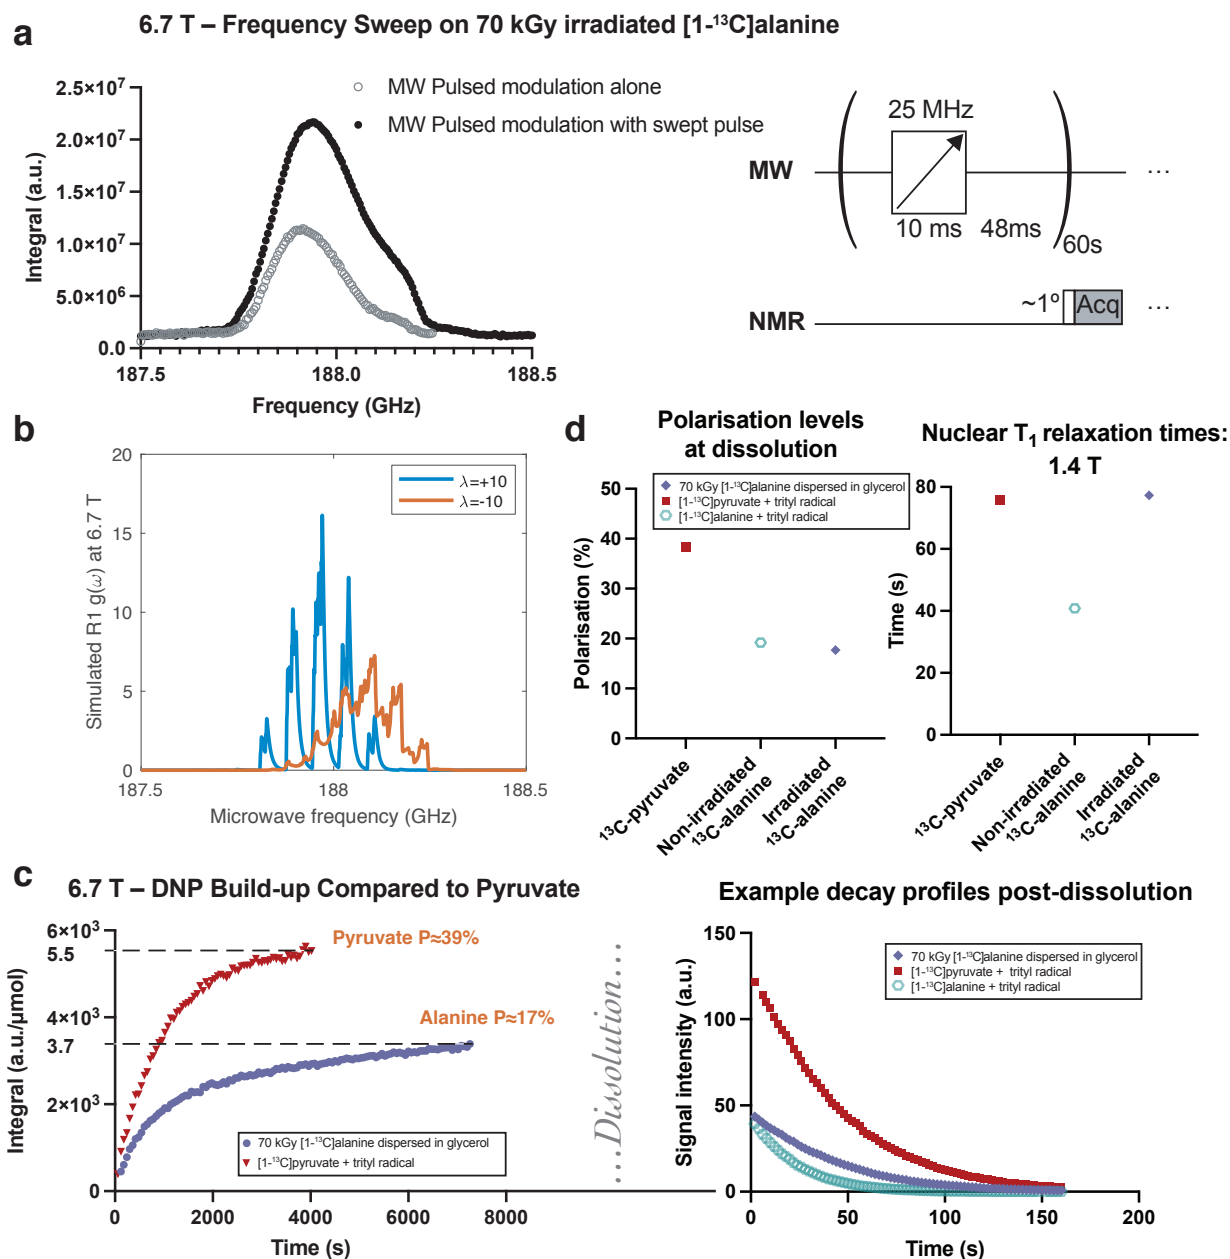 a
6.7 T – Frequency Sweep on 70 kGy irradiated [1-¹³C]alanine
MW Pulsed modulation alone
MW Pulsed modulation with swept pulse
Integral (a.u.)
2.5×10⁷
2.0×10⁷
1.5×10⁷
1.0×10⁷
5.0×10⁶
0.0
187.5
188.0
188.5
Frequency (GHz)
MW
25 MHz
10 ms
48ms
60s
...
NMR
~1º
Acq
...
b
Simulated R1 g(ω) at 6.7 T
20
15
10
5
0
λ=+10
λ=-10
187.5
188
188.5
Microwave frequency (GHz)
d
Polarisation levels
at dissolution
70 kGy [1-¹³C]alanine dispersed in glycerol
[1-¹³C]pyruvate + trityl radical
[1-¹³C]alanine + trityl radical
Polarisation (%)
50
40
30
20
10
0
¹³C-pyruvate
Non-irradiated
¹³C-alanine
Irradiated
¹³C-alanine
Nuclear T₁ relaxation times:
1.4 T
Time (s)
80
60
40
20
0
¹³C-pyruvate
Non-irradiated
¹³C-alanine
Irradiated
¹³C-alanine
c
6.7 T – DNP Build-up Compared to Pyruvate
Integral (a.u./μmol)
6×10³
5.5
4×10³
3.7
2×10³
0
Pyruvate P≈39%
Alanine P≈17%
70 kGy [1-¹³C]alanine dispersed in glycerol
[1-¹³C]pyruvate + trityl radical
0
2000
4000
6000
8000
Time (s)
...Dissolution...
Example decay profiles post-dissolution
Signal intensity (a.u.)
150
100
50
0
70 kGy [1-¹³C]alanine dispersed in glycerol
[1-¹³C]pyruvate + trityl radical
[1-¹³C]alanine + trityl radical
0
50
100
150
200
Time (s)